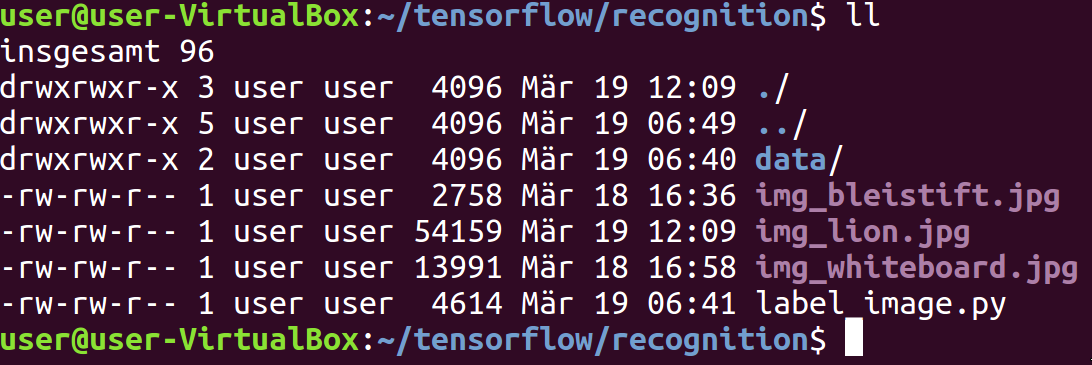 user@user-VirtualBox:~/tensorflow/recognition$ ll
insgesamt 96
drwxrwxr-x 3 user user  4096 Mär 19 12:09 ./
drwxrwxr-x 5 user user  4096 Mär 19 06:49 ../
drwxrwxr-x 2 user user  4096 Mär 19 06:40 data/
-rw-rw-r-- 1 user user  2758 Mär 18 16:36 img_bleistift.jpg
-rw-rw-r-- 1 user user 54159 Mär 19 12:09 img_lion.jpg
-rw-rw-r-- 1 user user 13991 Mär 18 16:58 img_whiteboard.jpg
-rw-rw-r-- 1 user user  4614 Mär 19 06:41 label_image.py
user@user-VirtualBox:~/tensorflow/recognition$